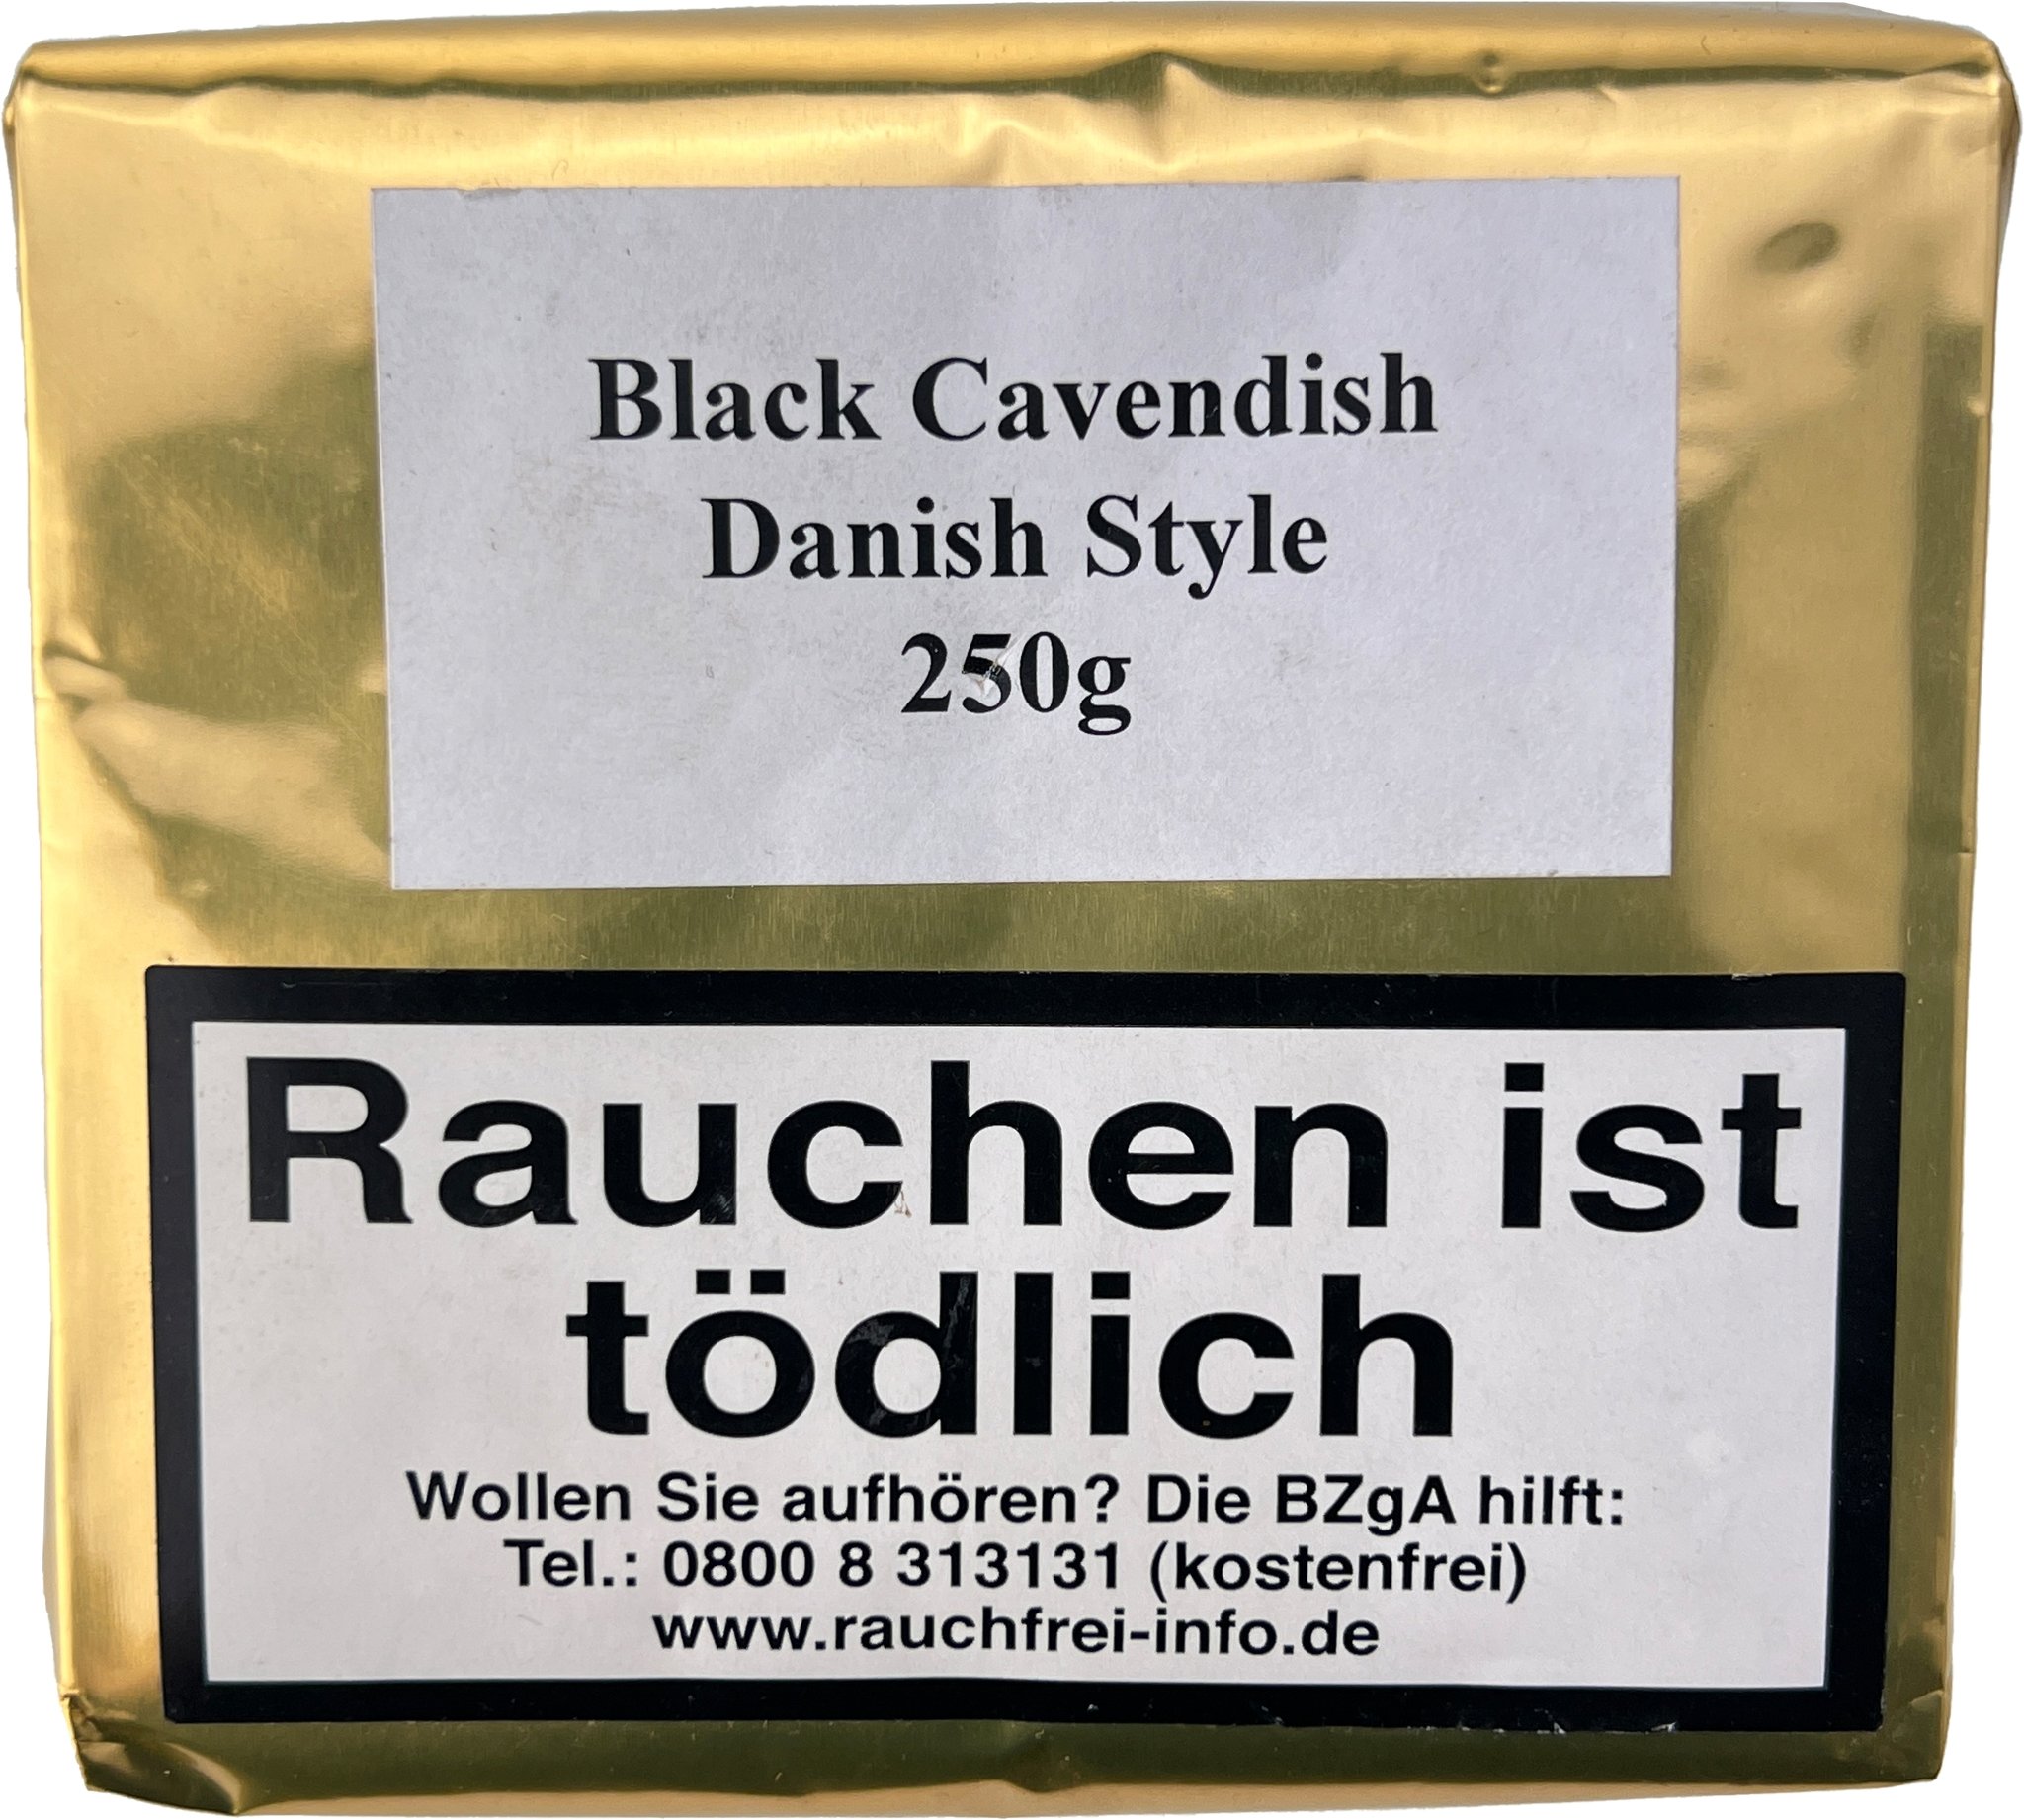 Black Cavendish
Danish Style
250g
Rauchen ist
tödlich
Wollen Sie aufhören? Die BZgA hilft:
Tel.: 0800 8 313131 (kostenfrei)
www.rauchfrei-info.de